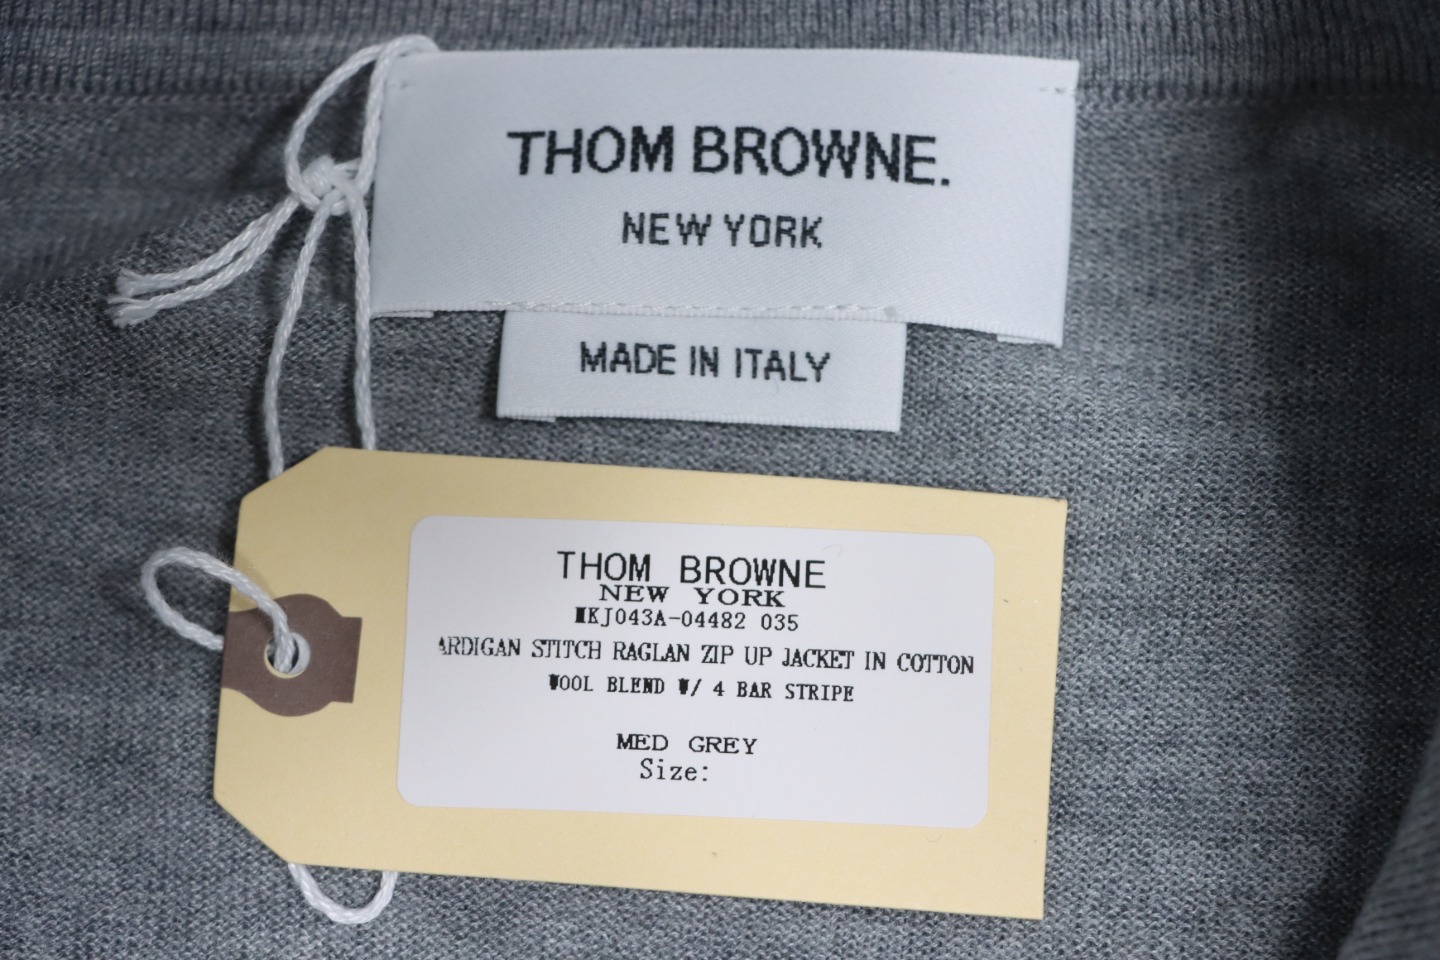 THOM BROWNE.
NEW YORK
MADE IN ITALY
THOM BROWNE
NEW YORK
MKJ043A-04482 035
ARDIGAN STITCH RAGLAN ZIP UP JACKET IN COTTON
WOOL BLEND W/ 4 BAR STRIPE
MED GREY
Size: